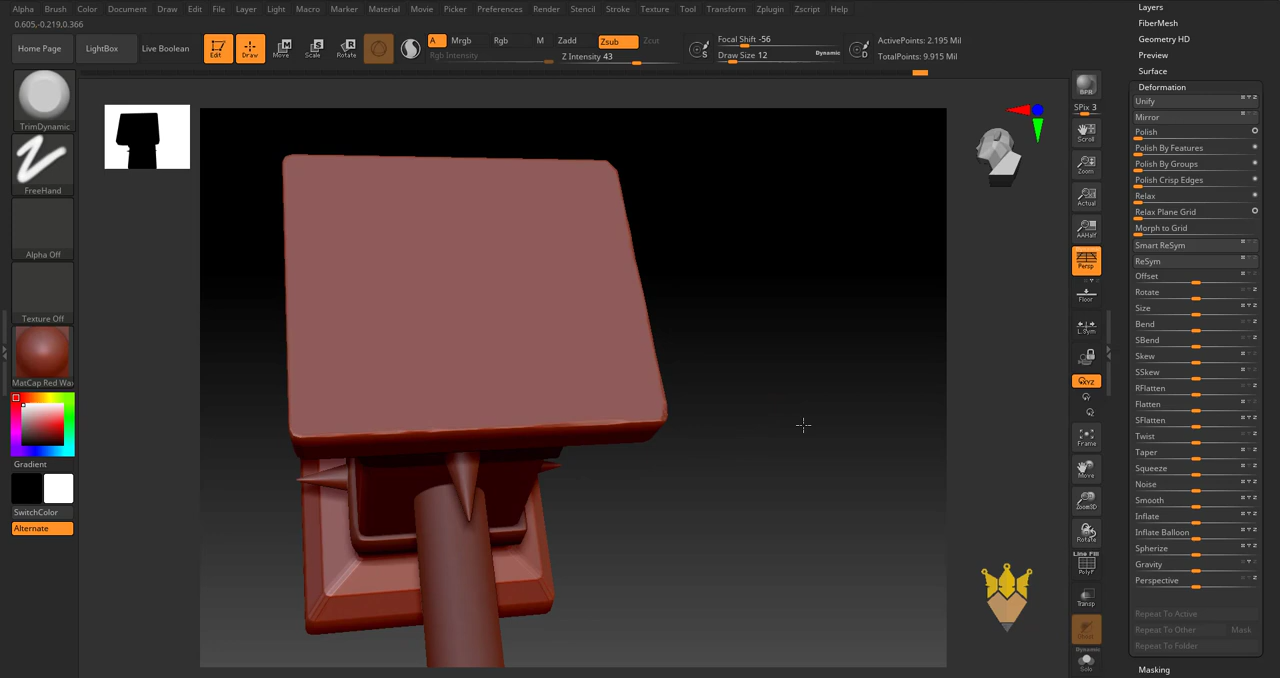 Alpha Brush Color Document Draw Edit File Layer Light Macro Marker Material Movie Picker Preferences Render Stencil Stroke Texture Tool Transform Zplugin Zscript Help
0.605,-0.219,0.366
Home Page LightBox Live Boolean Edit Draw Move Scale Rotate A Mrgb Rgb M Zadd Zsub Zcut
Rgb Intensity Z Intensity 43
S Focal Shift -56
Draw Size 12 Dynamic D
ActivePoints: 2.195 Mil
TotalPoints: 9.915 Mil
TrimDynamic
FreeHand
Alpha Off
Texture Off
MatCap Red Wax
Gradient
SwitchColor
Alternate
BPR
SPix 3
Scroll
Zoom
Actual
AAHalf
Persp
Floor
L.Sym
XYZ
Frame
Move
Zoom3D
Rotate
Line Fill
PolyF
Transp
Dynamic
Solo
Layers
FiberMesh
Geometry HD
Preview
Surface
Deformation
Unify
Mirror
Polish
Polish By Features
Polish By Groups
Polish Crisp Edges
Relax
Relax Plane Grid
Morph to Grid
Smart ReSym
ReSym
Offset
Rotate
Size
Bend
SBend
Skew
SSkew
RFlatten
Flatten
SFlatten
Twist
Taper
Squeeze
Noise
Smooth
Inflate
Inflate Balloon
Spherize
Gravity
Perspective
Repeat To Active
Repeat To Other Mask
Repeat To Folder
Masking